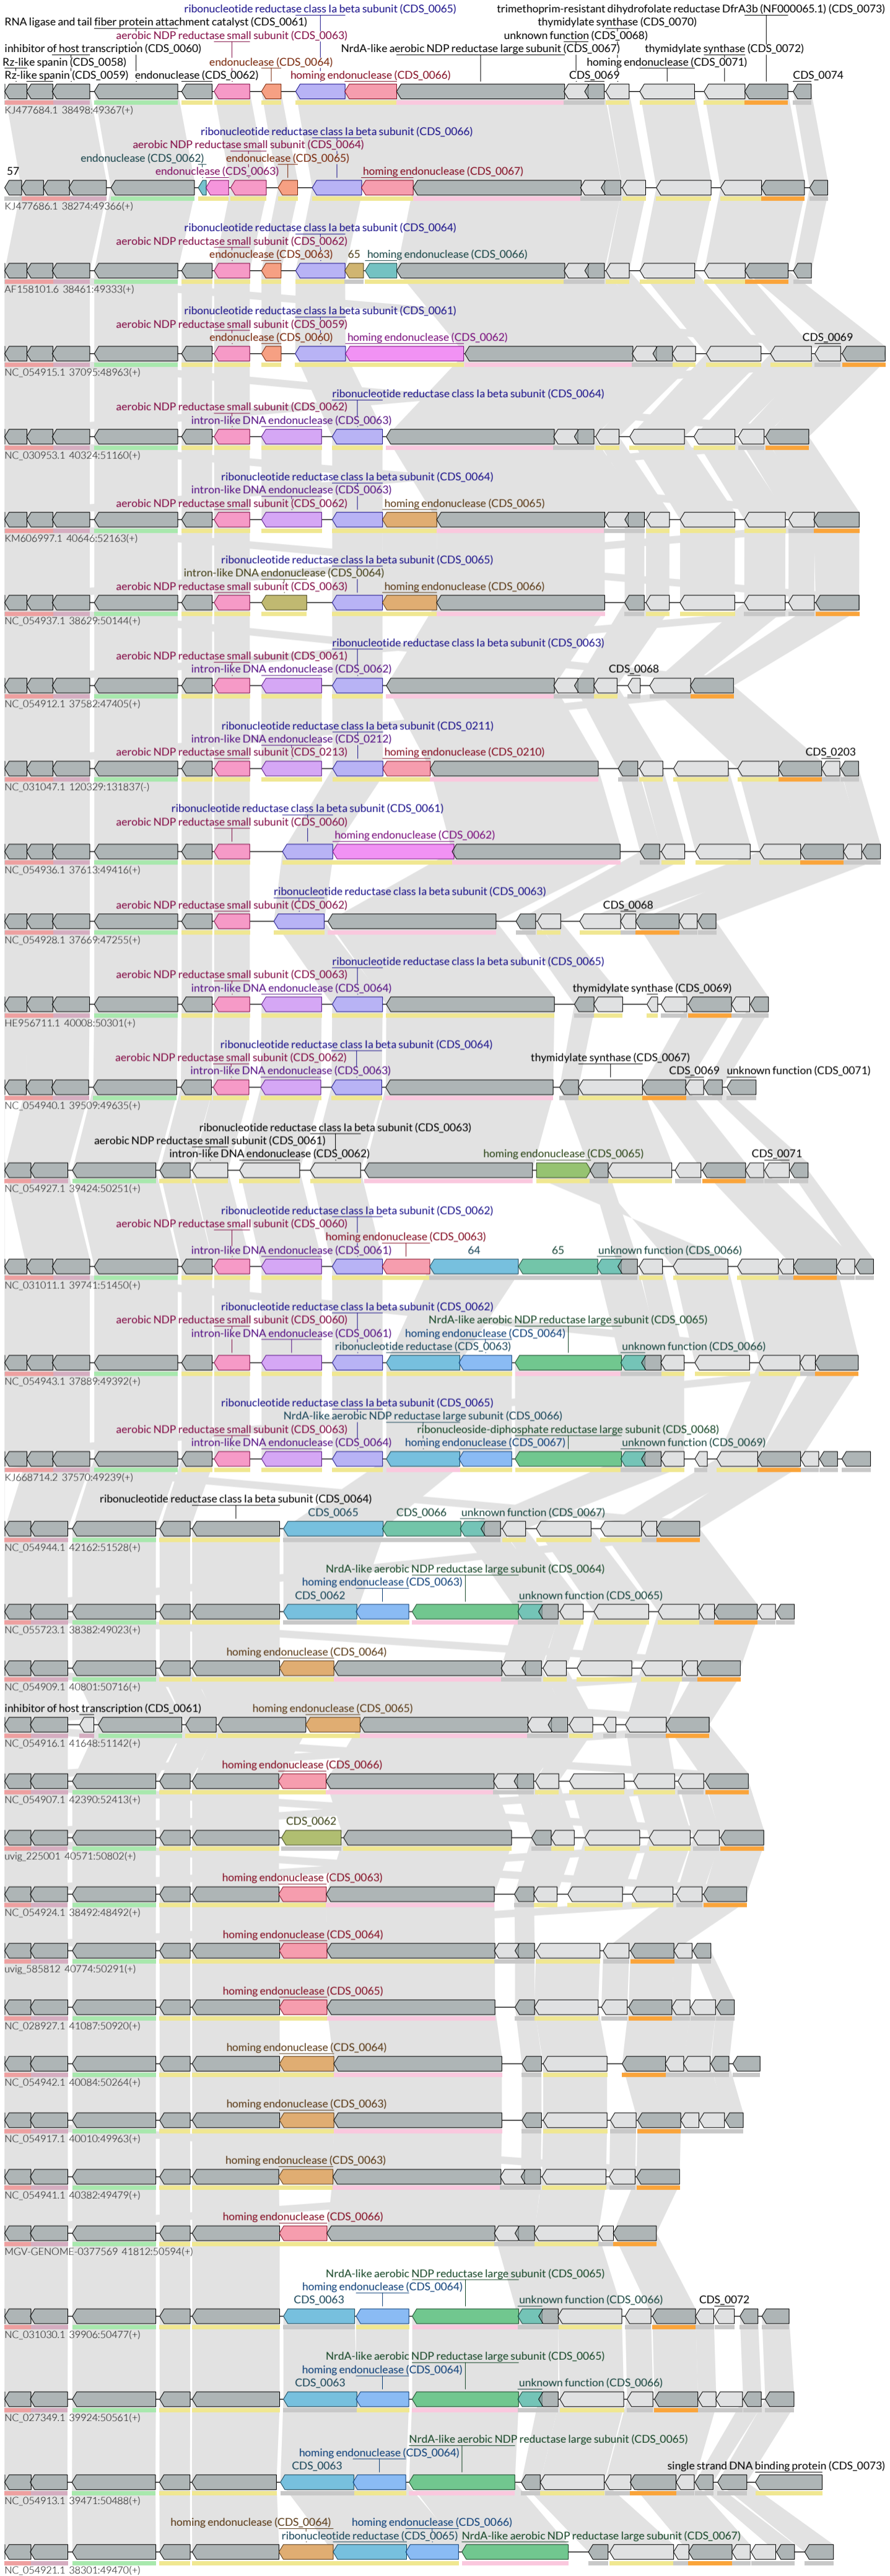 ribonucleotide reductase class Ia beta subunit (CDS_0065)
trimethoprim-resistant dihydrofolate reductase DfrA3b (NF000065.1) (CDS_0073)
RNA ligase and tail fiber protein attachment catalyst (CDS_0061)
thymidylate synthase (CDS_0070)
aerobic NDP reductase small subunit (CDS_0063)
unknown function (CDS_0068)
inhibitor of host transcription (CDS_0060)
NrdA-like aerobic NDP reductase large subunit (CDS_0067)
thymidylate synthase (CDS_0072)
Rz-like spanin (CDS_0058)
endonuclease (CDS_0064)
homing endonuclease (CDS_0071)
Rz-like spanin (CDS_0059)
endonuclease (CDS_0062)
homing endonuclease (CDS_0066)
CDS_0069
CDS_0074
KJ477684.1 38498:49367(+)
ribonucleotide reductase class Ia beta subunit (CDS_0066)
aerobic NDP reductase small subunit (CDS_0064)
endonuclease (CDS_0062)
endonuclease (CDS_0065)
57
endonuclease (CDS_0063)
homing endonuclease (CDS_0067)
KJ477686.1 38274:49366(+)
ribonucleotide reductase class Ia beta subunit (CDS_0064)
aerobic NDP reductase small subunit (CDS_0062)
endonuclease (CDS_0063)
65
homing endonuclease (CDS_0066)
AF158101.6 38461:49333(+)
ribonucleotide reductase class Ia beta subunit (CDS_0061)
aerobic NDP reductase small subunit (CDS_0059)
endonuclease (CDS_0060)
homing endonuclease (CDS_0062)
CDS_0069
NC_054915.1 37095:48963(+)
ribonucleotide reductase class Ia beta subunit (CDS_0064)
aerobic NDP reductase small subunit (CDS_0062)
intron-like DNA endonuclease (CDS_0063)
NC_030953.1 40324:51160(+)
ribonucleotide reductase class Ia beta subunit (CDS_0064)
intron-like DNA endonuclease (CDS_0063)
aerobic NDP reductase small subunit (CDS_0062)
homing endonuclease (CDS_0065)
KM606997.1 40646:52163(+)
ribonucleotide reductase class Ia beta subunit (CDS_0065)
intron-like DNA endonuclease (CDS_0064)
aerobic NDP reductase small subunit (CDS_0063)
homing endonuclease (CDS_0066)
NC_054937.1 38629:50144(+)
ribonucleotide reductase class Ia beta subunit (CDS_0063)
aerobic NDP reductase small subunit (CDS_0061)
intron-like DNA endonuclease (CDS_0062)
CDS_0068
NC_054912.1 37582:47405(+)
ribonucleotide reductase class Ia beta subunit (CDS_0211)
intron-like DNA endonuclease (CDS_0212)
aerobic NDP reductase small subunit (CDS_0213)
homing endonuclease (CDS_0210)
CDS_0203
NC_031047.1 120329:131837(-)
ribonucleotide reductase class Ia beta subunit (CDS_0061)
aerobic NDP reductase small subunit (CDS_0060)
homing endonuclease (CDS_0062)
NC_054936.1 37613:49416(+)
ribonucleotide reductase class Ia beta subunit (CDS_0063)
aerobic NDP reductase small subunit (CDS_0062)
CDS_0068
NC_054928.1 37669:47255(+)
ribonucleotide reductase class Ia beta subunit (CDS_0065)
aerobic NDP reductase small subunit (CDS_0063)
intron-like DNA endonuclease (CDS_0064)
thymidylate synthase (CDS_0069)
HE956711.1 40008:50301(+)
ribonucleotide reductase class Ia beta subunit (CDS_0064)
aerobic NDP reductase small subunit (CDS_0062)
thymidylate synthase (CDS_0067)
intron-like DNA endonuclease (CDS_0063)
CDS_0069
unknown function (CDS_0071)
NC_054940.1 39509:49635(+)
ribonucleotide reductase class Ia beta subunit (CDS_0063)
aerobic NDP reductase small subunit (CDS_0061)
intron-like DNA endonuclease (CDS_0062)
homing endonuclease (CDS_0065)
CDS_0071
NC_054927.1 39424:50251(+)
ribonucleotide reductase class Ia beta subunit (CDS_0062)
aerobic NDP reductase small subunit (CDS_0060)
homing endonuclease (CDS_0063)
intron-like DNA endonuclease (CDS_0061)
64
65
unknown function (CDS_0066)
NC_031011.1 39741:51450(+)
ribonucleotide reductase class Ia beta subunit (CDS_0062)
aerobic NDP reductase small subunit (CDS_0060)
NrdA-like aerobic NDP reductase large subunit (CDS_0065)
intron-like DNA endonuclease (CDS_0061)
homing endonuclease (CDS_0064)
ribonucleotide reductase (CDS_0063)
unknown function (CDS_0066)
NC_054943.1 37889:49392(+)
ribonucleotide reductase class Ia beta subunit (CDS_0065)
NrdA-like aerobic NDP reductase large subunit (CDS_0066)
aerobic NDP reductase small subunit (CDS_0063)
ribonucleoside-diphosphate reductase large subunit (CDS_0068)
intron-like DNA endonuclease (CDS_0064)
homing endonuclease (CDS_0067)
unknown function (CDS_0069)
KJ668714.2 37570:49239(+)
ribonucleotide reductase class Ia beta subunit (CDS_0064)
CDS_0065
CDS_0066
unknown function (CDS_0067)
NC_054944.1 42162:51528(+)
NrdA-like aerobic NDP reductase large subunit (CDS_0064)
homing endonuclease (CDS_0063)
CDS_0062
unknown function (CDS_0065)
NC_055723.1 38382:49023(+)
homing endonuclease (CDS_0064)
NC_054909.1 40801:50716(+)
inhibitor of host transcription (CDS_0061)
homing endonuclease (CDS_0065)
NC_054916.1 41648:51142(+)
homing endonuclease (CDS_0066)
NC_054907.1 42390:52413(+)
CDS_0062
uvig_225001 40571:50802(+)
homing endonuclease (CDS_0063)
NC_054924.1 38492:48492(+)
homing endonuclease (CDS_0064)
uvig_585812 40774:50291(+)
homing endonuclease (CDS_0065)
NC_028927.1 41087:50920(+)
homing endonuclease (CDS_0064)
NC_054942.1 40084:50264(+)
homing endonuclease (CDS_0063)
NC_054917.1 40010:49963(+)
homing endonuclease (CDS_0063)
NC_054941.1 40382:49479(+)
homing endonuclease (CDS_0066)
MGV-GENOME-0377569 41812:50594(+)
NrdA-like aerobic NDP reductase large subunit (CDS_0065)
homing endonuclease (CDS_0064)
CDS_0063
unknown function (CDS_0066)
CDS_0072
NC_031030.1 39906:50477(+)
NrdA-like aerobic NDP reductase large subunit (CDS_0065)
homing endonuclease (CDS_0064)
CDS_0063
unknown function (CDS_0066)
NC_027349.1 39924:50561(+)
NrdA-like aerobic NDP reductase large subunit (CDS_0065)
homing endonuclease (CDS_0064)
CDS_0063
single strand DNA binding protein (CDS_0073)
NC_054913.1 39471:50488(+)
homing endonuclease (CDS_0064)
homing endonuclease (CDS_0066)
ribonucleotide reductase (CDS_0065)
NrdA-like aerobic NDP reductase large subunit (CDS_0067)
NC_054921.1 38301:49470(+)